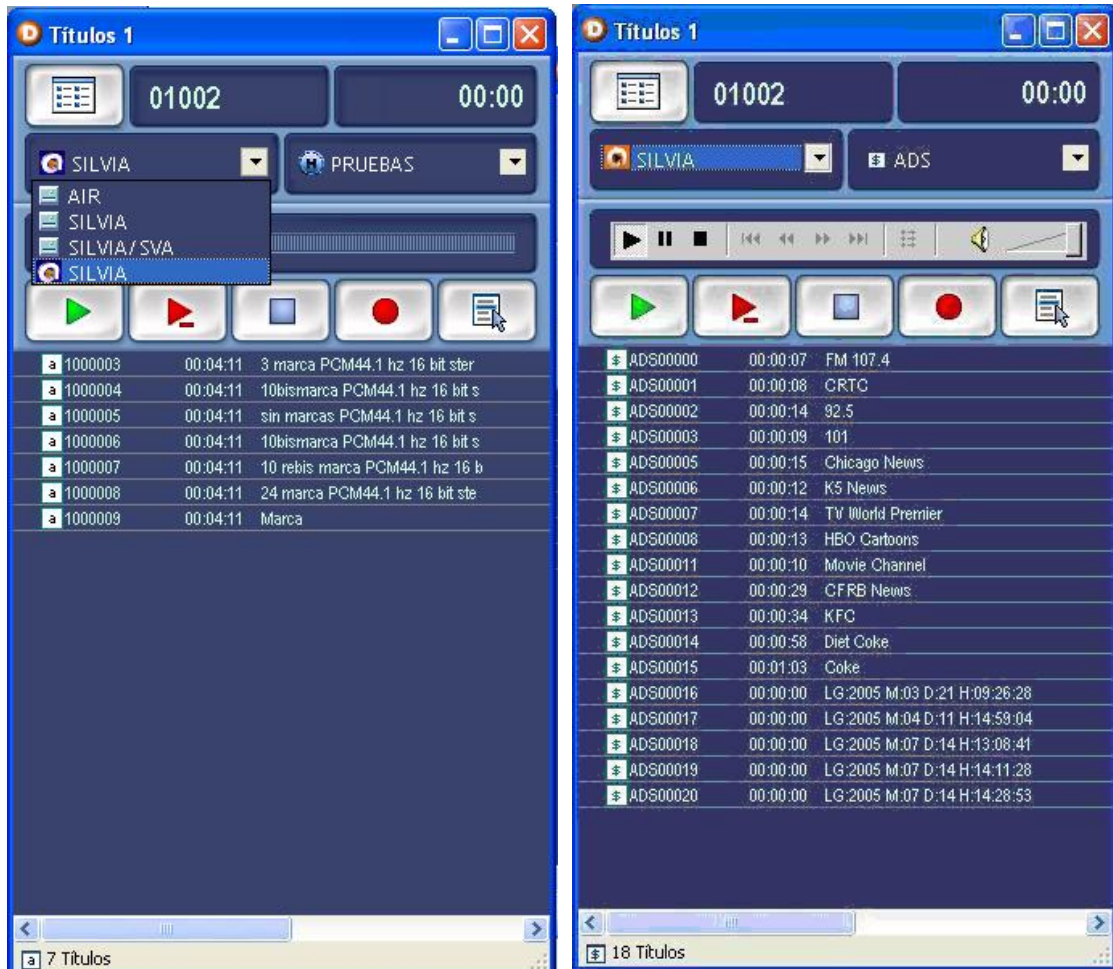 Títulos 1
01002 00:00
SILVIA PRUEBAS
AIR
SILVIA
SILVIA/SVA
SILVIA
a 1000003 00:04:11 3 marca PCM44.1 hz 16 bit ster
a 1000004 00:04:11 10bismarca PCM44.1 hz 16 bit s
a 1000005 00:04:11 sin marcas PCM44.1 hz 16 bit s
a 1000006 00:04:11 10bismarca PCM44.1 hz 16 bit s
a 1000007 00:04:11 10 rebis marca PCM44.1 hz 16 b
a 1000008 00:04:11 24 marca PCM44.1 hz 16 bit ste
a 1000009 00:04:11 Marca
a 7 Títulos
Títulos 1
01002 00:00
SILVIA $ ADS
$ ADS00000 00:00:07 FM 107.4
$ ADS00001 00:00:08 CRTC
$ ADS00002 00:00:14 92.5
$ ADS00003 00:00:09 101
$ ADS00005 00:00:15 Chicago News
$ ADS00006 00:00:12 K5 News
$ ADS00007 00:00:14 TV World Premier
$ ADS00008 00:00:13 HBO Cartoons
$ ADS00011 00:00:10 Movie Channel
$ ADS00012 00:00:29 CFRB News
$ ADS00013 00:00:34 KFC
$ ADS00014 00:00:58 Diet Coke
$ ADS00015 00:01:03 Coke
$ ADS00016 00:00:00 LG:2005 M:03 D:21 H:09:26:28
$ ADS00017 00:00:00 LG:2005 M:04 D:11 H:14:59:04
$ ADS00018 00:00:00 LG:2005 M:07 D:14 H:13:08:41
$ ADS00019 00:00:00 LG:2005 M:07 D:14 H:14:11:28
$ ADS00020 00:00:00 LG:2005 M:07 D:14 H:14:28:53
$ 18 Títulos